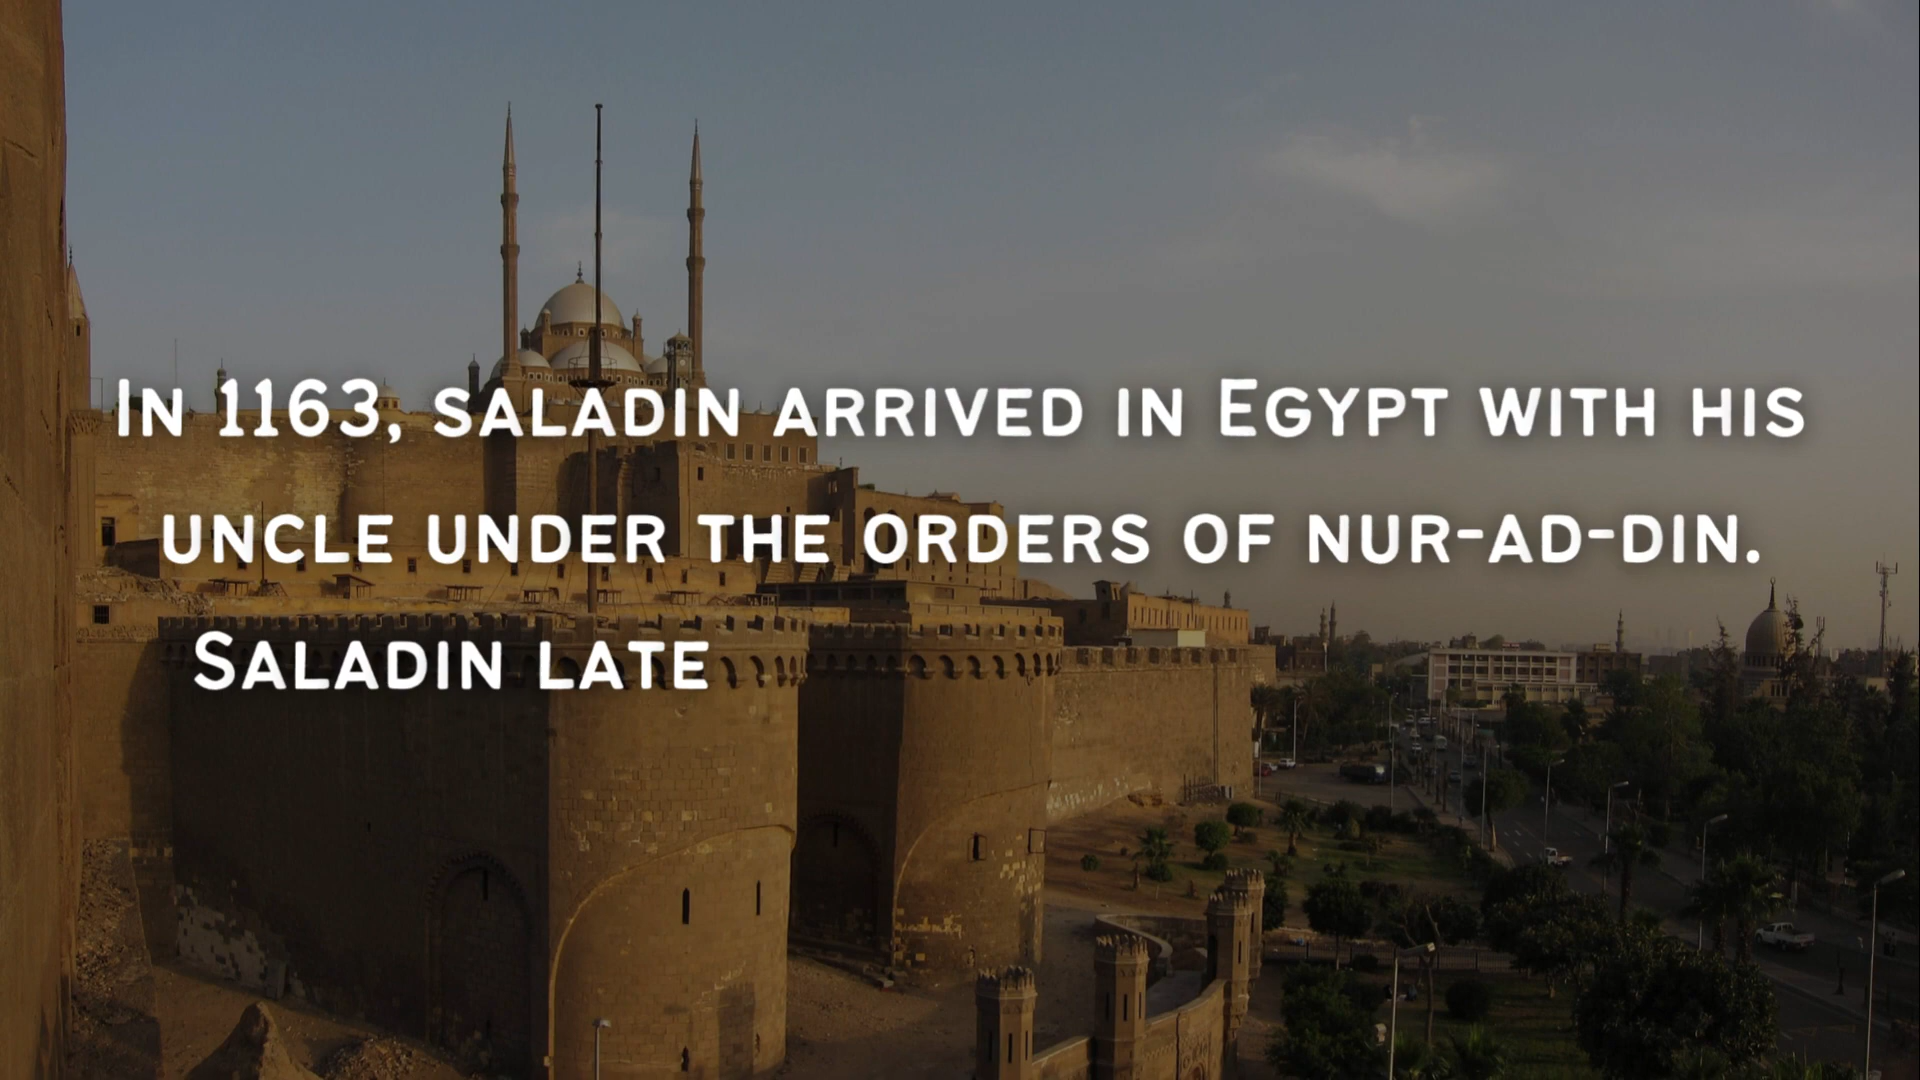 In 1163, saladin arrived in Egypt with his
uncle under the orders of nur-ad-din.
Saladin late